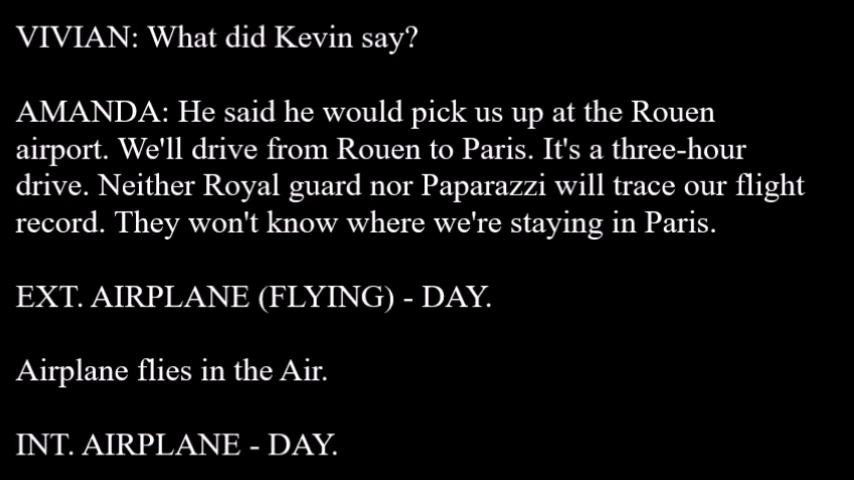 VIVIAN: What did Kevin say?
AMANDA: He said he would pick us up at the Rouen
airport. We'll drive from Rouen to Paris. It's a three-hour
drive. Neither Royal guard nor Paparazzi will trace our flight
record. They won't know where we're staying in Paris.
EXT. AIRPLANE (FLYING) - DAY.
Airplane flies in the Air.
INT. AIRPLANE - DAY.